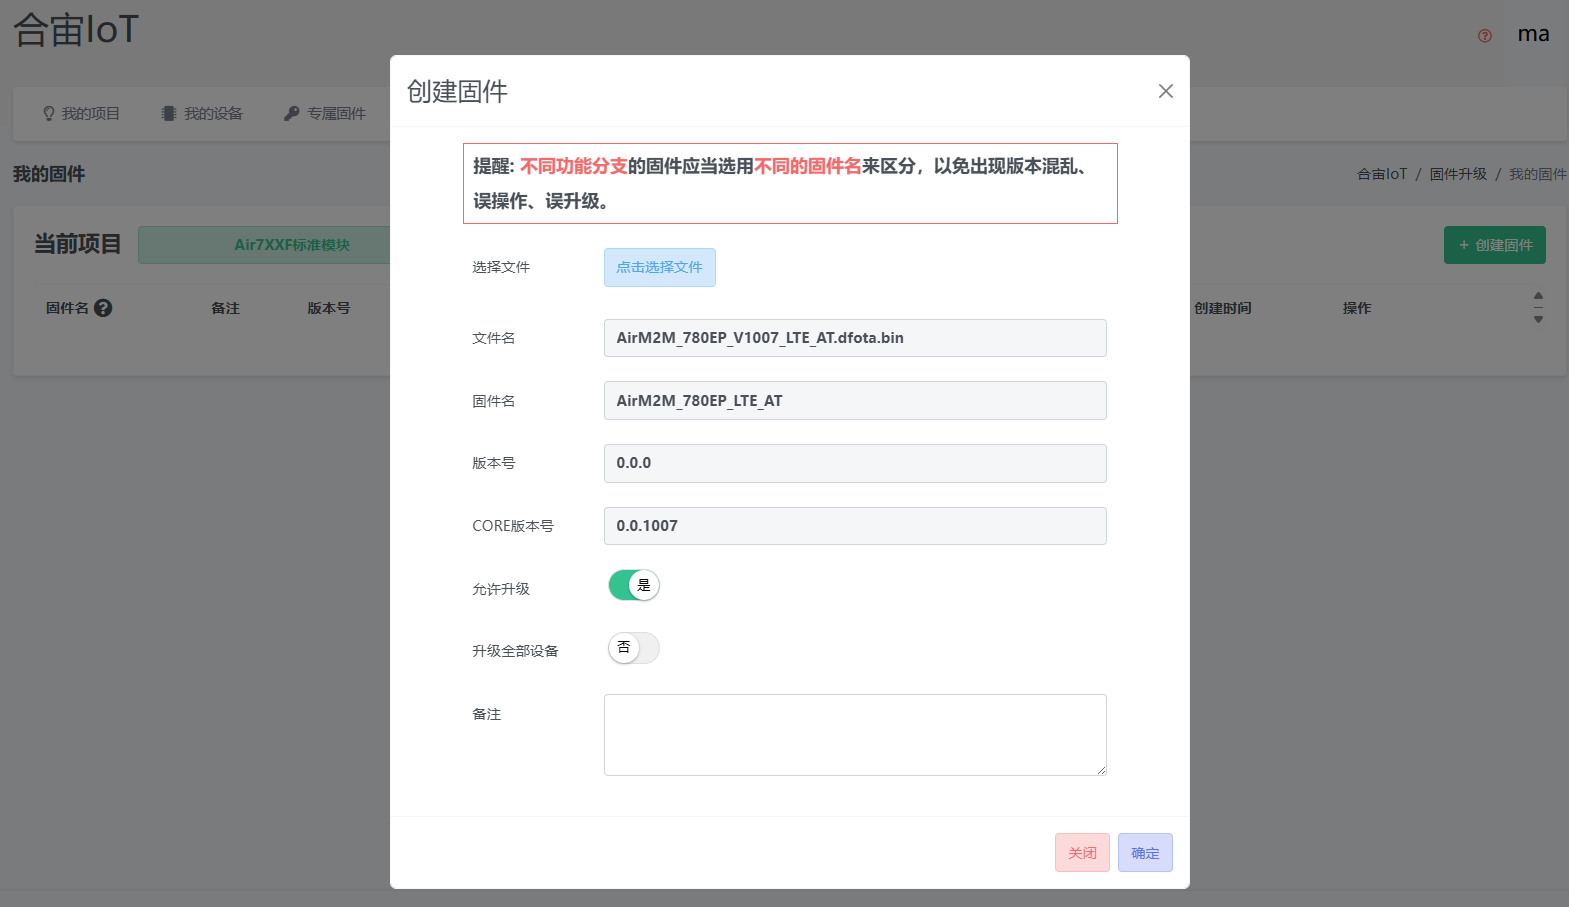 合宙IoT
ma
我的项目
我的设备
专属固件
我的固件
合宙IoT / 固件升级 / 我的固件
当前项目
Air7XXF标准模块
+ 创建固件
固件名
备注
版本号
创建时间
操作
创建固件
提醒: 不同功能分支的固件应当选用不同的固件名来区分，以免出现版本混乱、
误操作、误升级。
选择文件
点击选择文件
文件名
AirM2M_780EP_V1007_LTE_AT.dfota.bin
固件名
AirM2M_780EP_LTE_AT
版本号
0.0.0
CORE版本号
0.0.1007
允许升级
是
升级全部设备
否
备注
关闭
确定